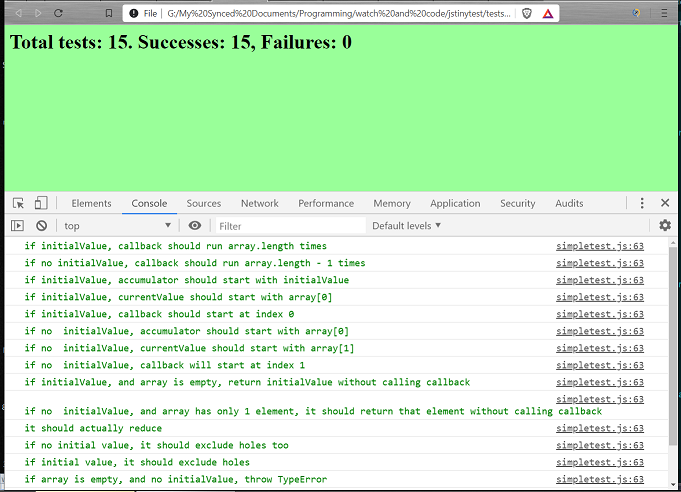 File | G:/My%20Synced%20Documents/Programming/watch%20and%20code/jstinytest/tests...
Total tests: 15. Successes: 15, Failures: 0
Elements Console Sources Network Performance Memory Application Security Audits
top Filter Default levels
if initialValue, callback should run array.length times simpletest.js:63
if no initialValue, callback should run array.length - 1 times simpletest.js:63
if initialValue, accumulator should start with initialValue simpletest.js:63
if initialValue, currentValue should start with array[0] simpletest.js:63
if initialValue, callback should start at index 0 simpletest.js:63
if no  initialValue, accumulator should start with array[0] simpletest.js:63
if no  initialValue, currentValue should start with array[1] simpletest.js:63
if no  initialValue, callback will start at index 1 simpletest.js:63
if initialValue, and array is empty, return initialValue without calling callback simpletest.js:63
simpletest.js:63
if no  initialValue, and array has only 1 element, it should return that element without calling callback
it should actually reduce simpletest.js:63
if no initial value, it should exclude holes too simpletest.js:63
if initial value, it should exclude holes simpletest.js:63
if array is empty, and no initialValue, throw TypeError simpletest.js:63